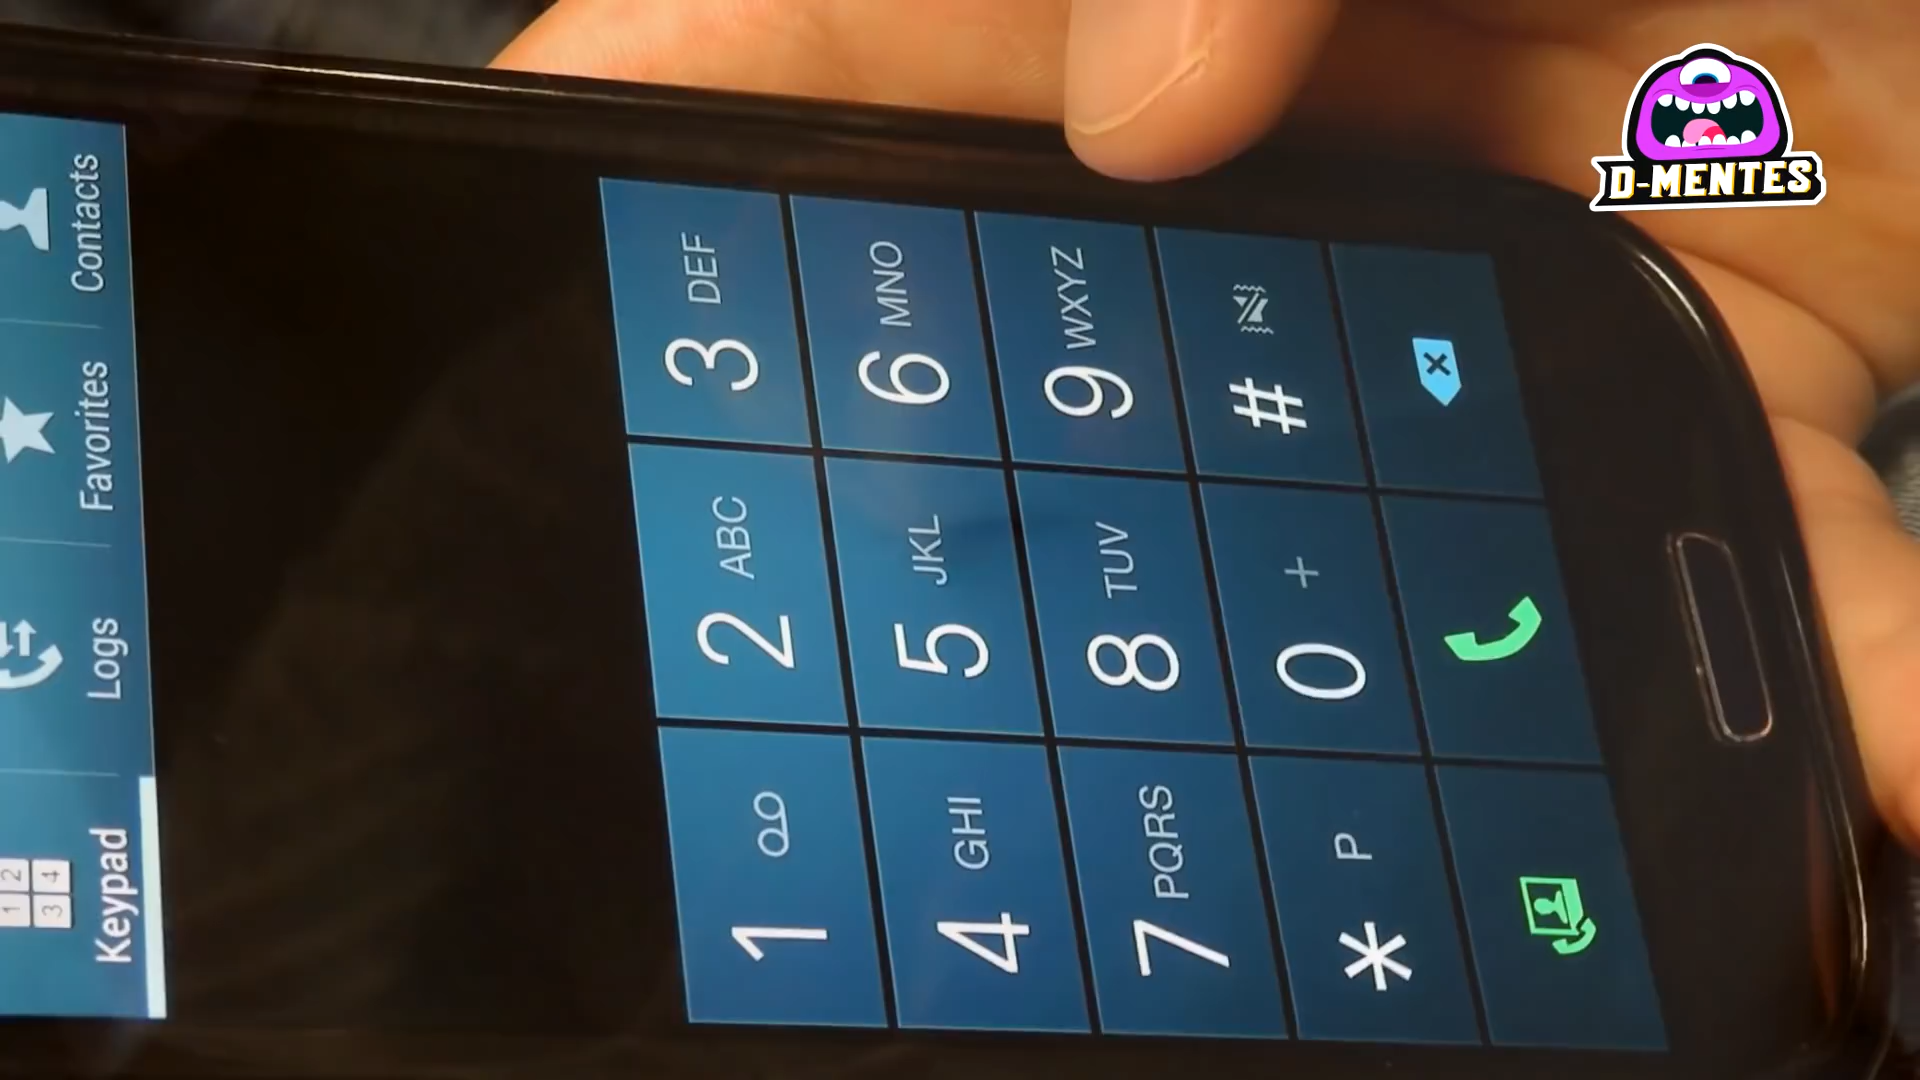 D-MENTES
Keypad
Logs
Favorites
Contacts
1 2
3 4
1
2 ABC
3 DEF
4 GHI
5 JKL
6 MNO
7 PQRS
8 TUV
9 WXYZ
* P
0 +
#